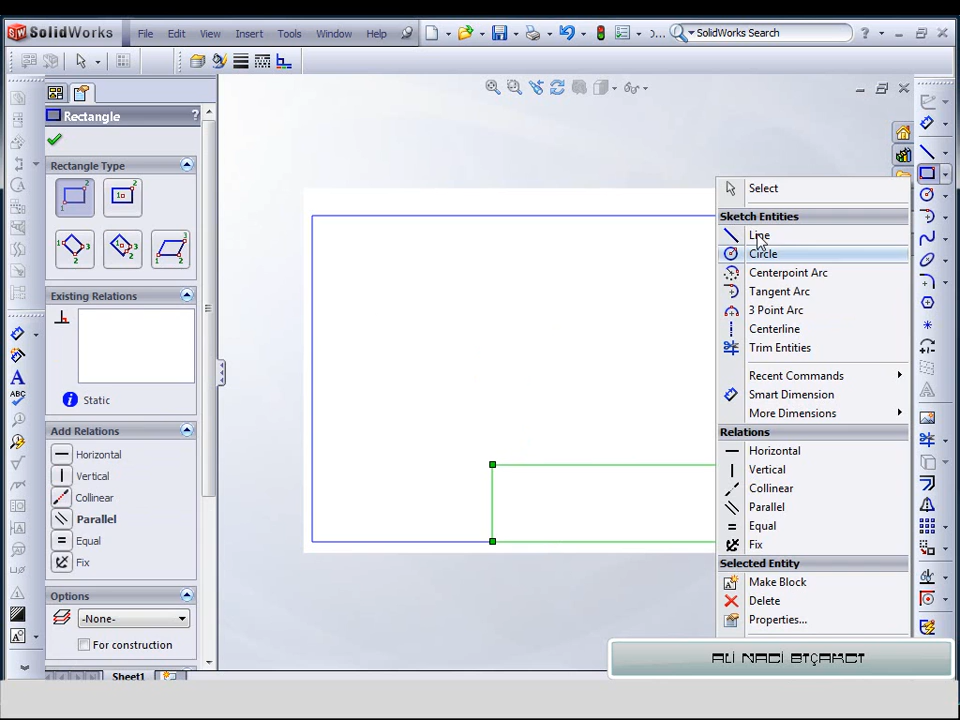 SolidWorks File Edit View Insert Tools Window Help SolidWorks Search
Rectangle ?
Rectangle Type
Existing Relations
Static
Add Relations
Horizontal
Vertical
Collinear
Parallel
Equal
Fix
Options
-None-
For construction
Sheet1
Select
Sketch Entities
Line
Circle
Centerpoint Arc
Tangent Arc
3 Point Arc
Centerline
Trim Entities
Recent Commands
Smart Dimension
More Dimensions
Relations
Horizontal
Vertical
Collinear
Parallel
Equal
Fix
Selected Entity
Make Block
Delete
Properties...